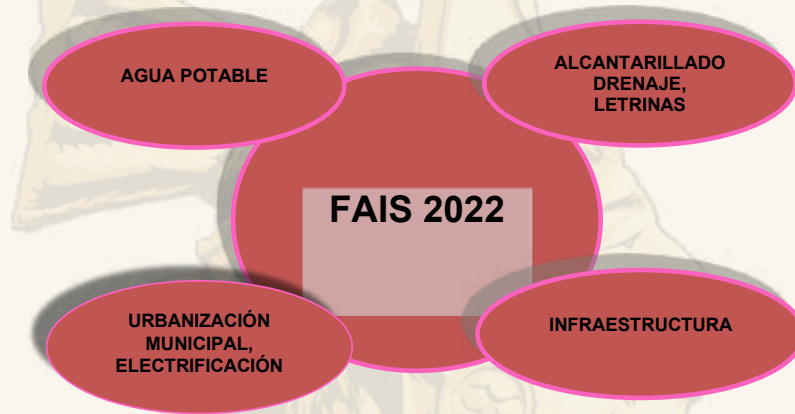 AGUA POTABLE
ALCANTARILLADO
DRENAJE,
LETRINAS
FAIS 2022
URBANIZACIÓN
MUNICIPAL,
ELECTRIFICACIÓN
INFRAESTRUCTURA